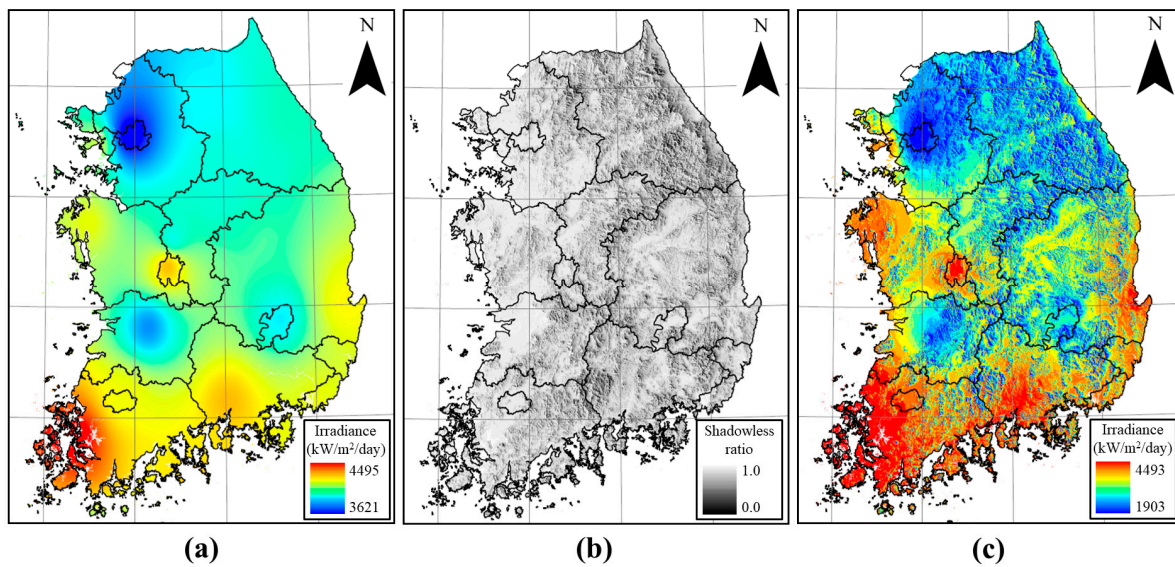 N
Irradiance
(kW/m²/day)
4495
3621
(a)
N
Shadowless
ratio
1.0
0.0
(b)
N
Irradiance
(kW/m²/day)
4493
1903
(c)